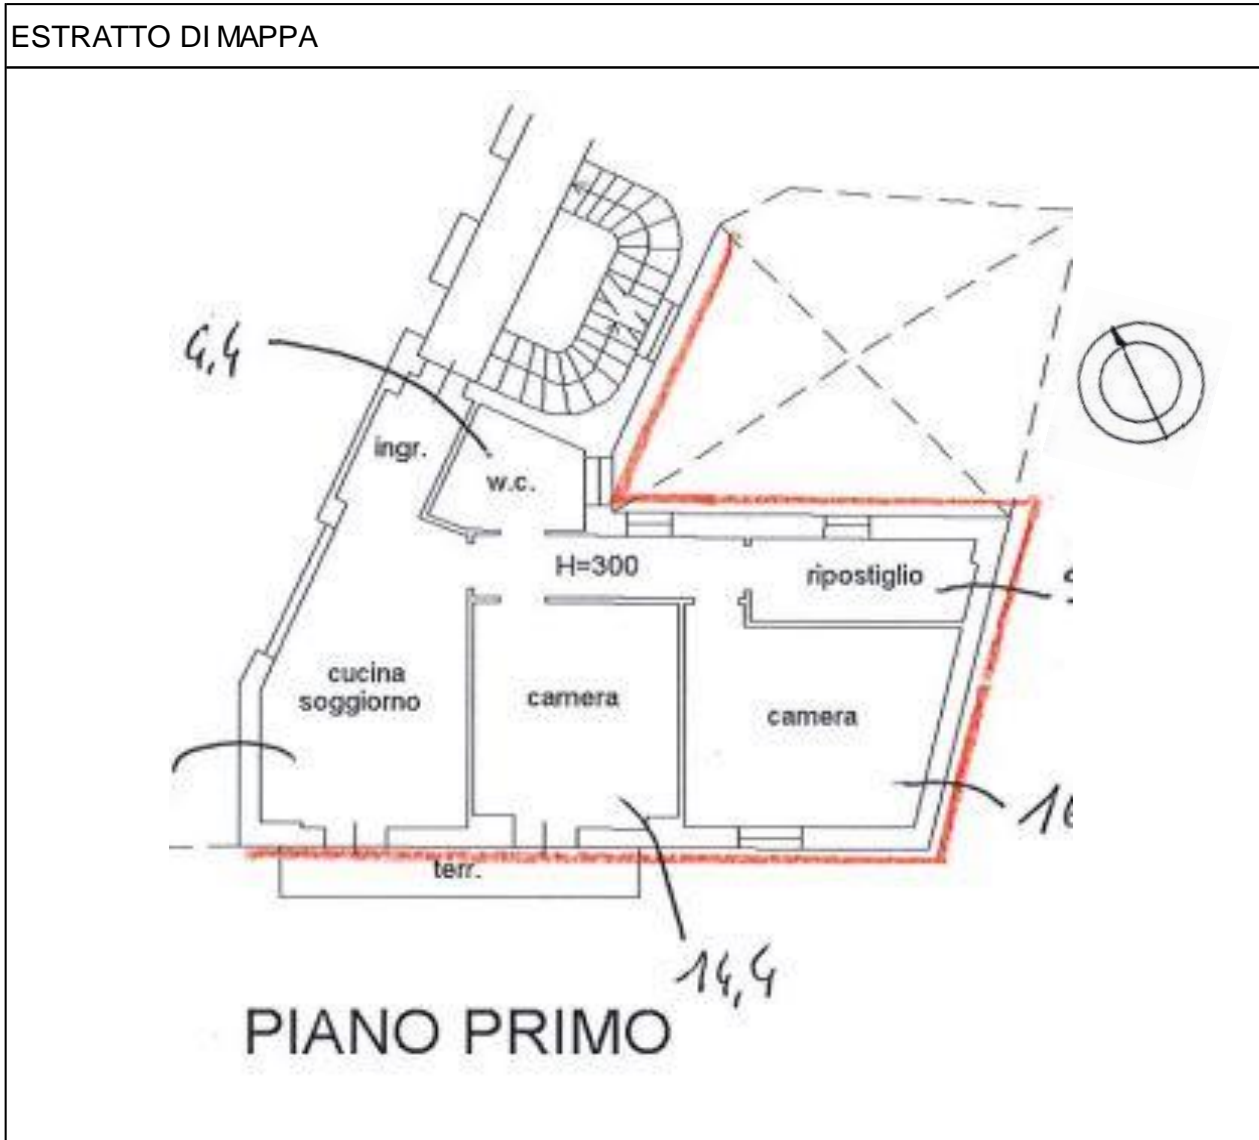 ESTRATTO DI MAPPA
4,4
ingr.
w.c.
H=300
ripostiglio
cucina
soggiorno
camera
camera
terr.
14,4
PIANO PRIMO